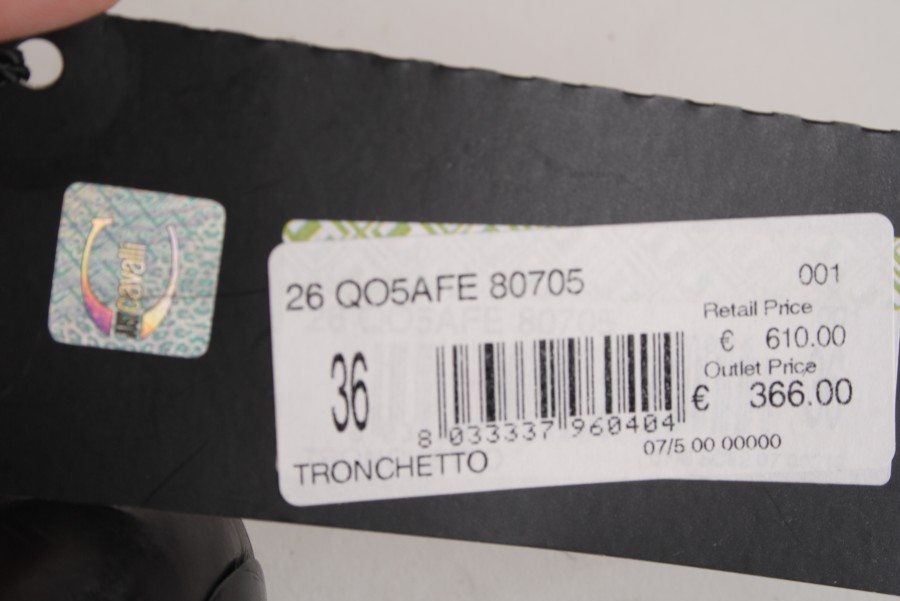 just cavalli
26 QO5AFE 80705
001
Retail Price
€ 610.00
Outlet Price
€ 366.00
36
8 033337 960404
07/5 00 00000
TRONCHETTO